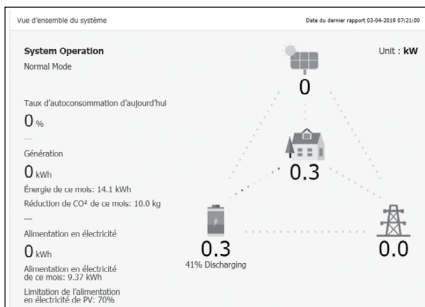 Vue d'ensemble du système
Date du dernier rapport 03-04-2019 07:21:00
System Operation
Unit : kW
Normal Mode
0
Taux d'autoconsommation d'aujourd'hui
0 %
—
Génération
0 kWh
0.3
Énergie de ce mois: 14.1 kWh
Réduction de CO² de ce mois: 10.0 kg
—
Alimentation en électricité
0 kWh
0.3
0.0
41% Discharging
Alimentation en électricité
de ce mois: 9.37 kWh
Limitation de l'alimentation
en électricité de PV: 70%